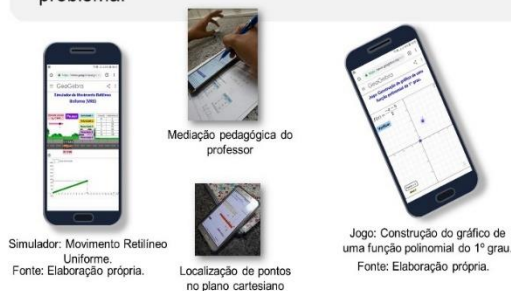 problema.
GeoGebra
Simulador de Movimento Retilíneo
Uniforme (MRU)
Simulador: Movimento Retilíneo
Uniforme.
Fonte: Elaboração própria.
Mediação pedagógica do
professor
Localização de pontos
no plano cartesiano
GeoGebra
Jogo: Construção do gráfico de uma
função polinomial do 1º grau.
Jogo: Construção do gráfico de
uma função polinomial do 1º grau.
Fonte: Elaboração própria.